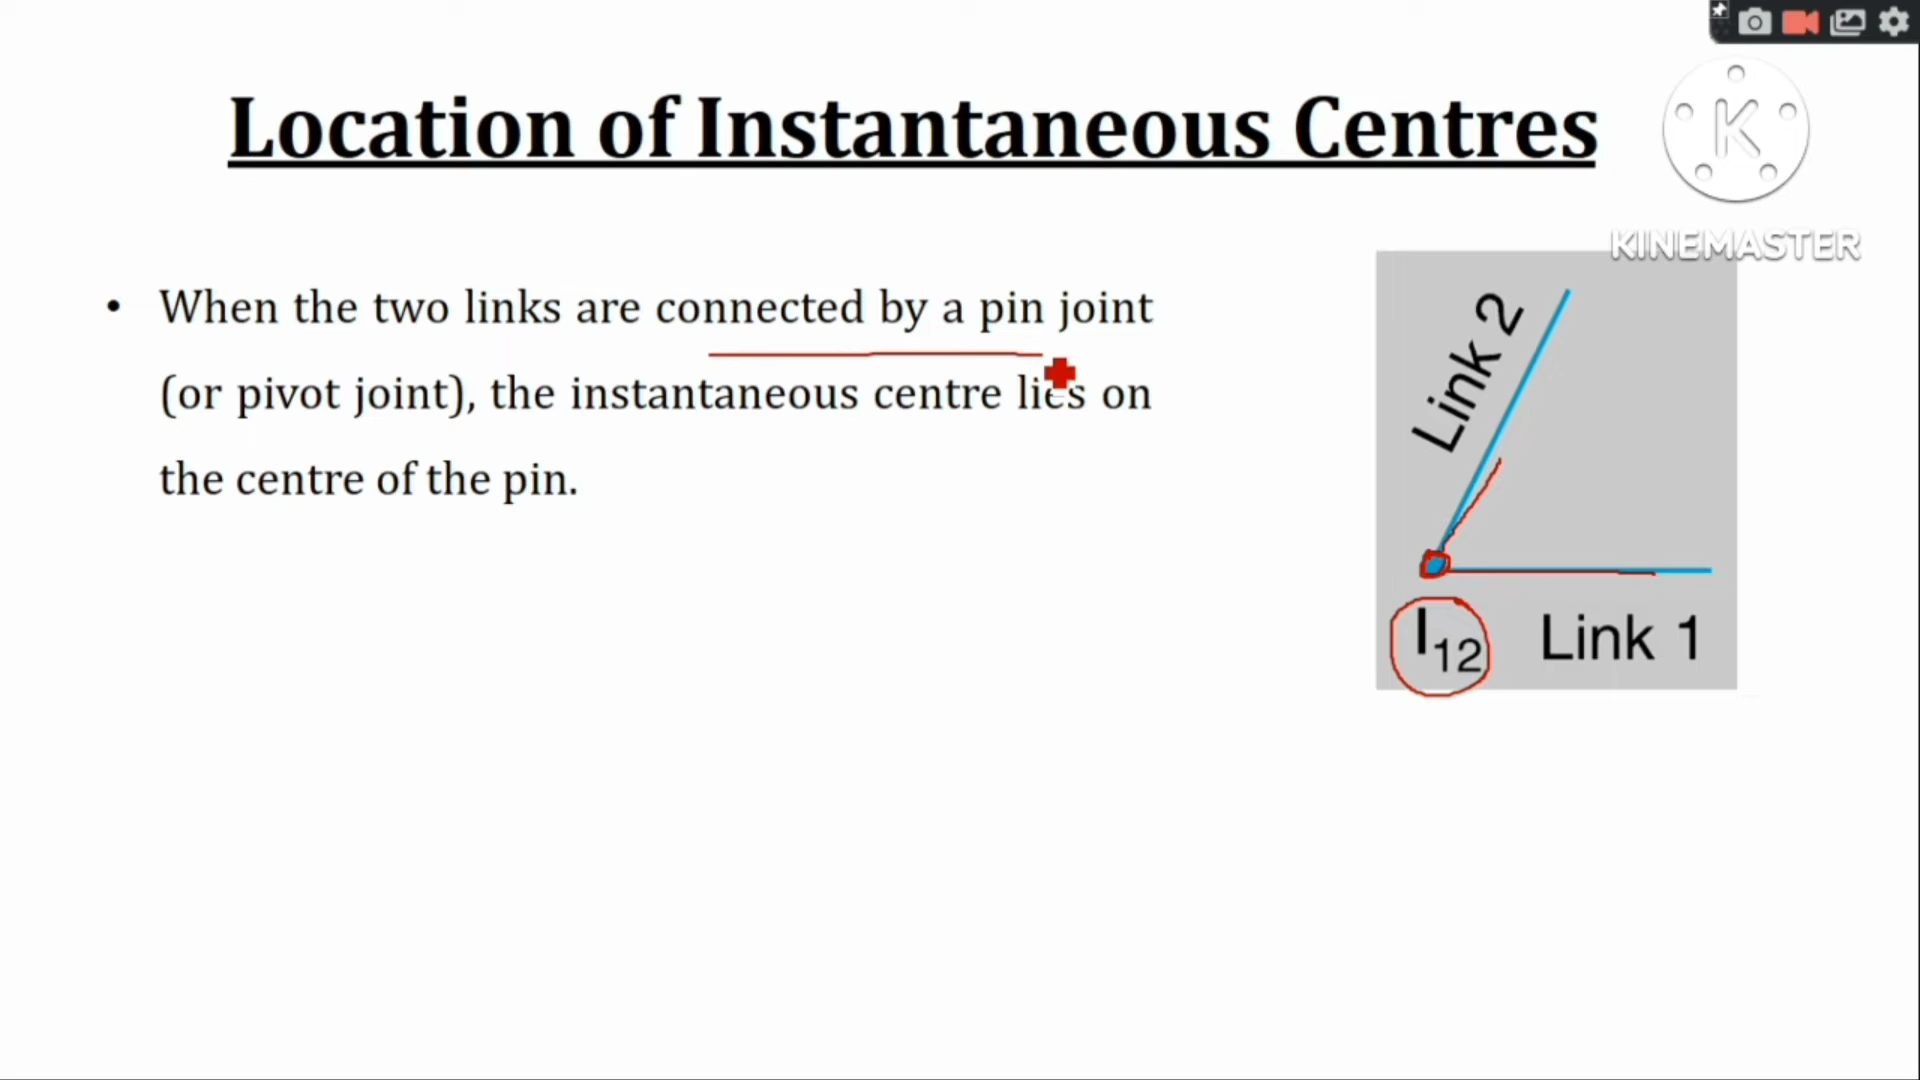 Location of Instantaneous Centres
K
KINEMASTER
• When the two links are connected by a pin joint
(or pivot joint), the instantaneous centre lies on
the centre of the pin.
Link 2
I12
Link 1